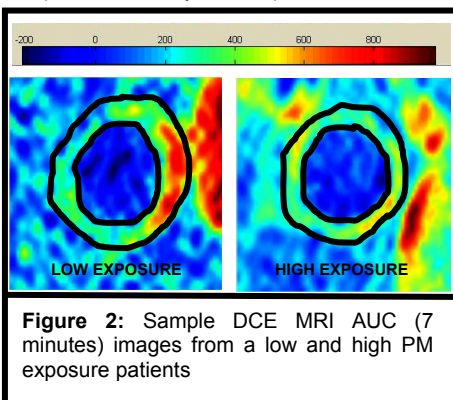 -200 0 200 400 600 800
LOW EXPOSURE HIGH EXPOSURE
Figure 2: Sample DCE MRI AUC (7
minutes) images from a low and high PM
exposure patients